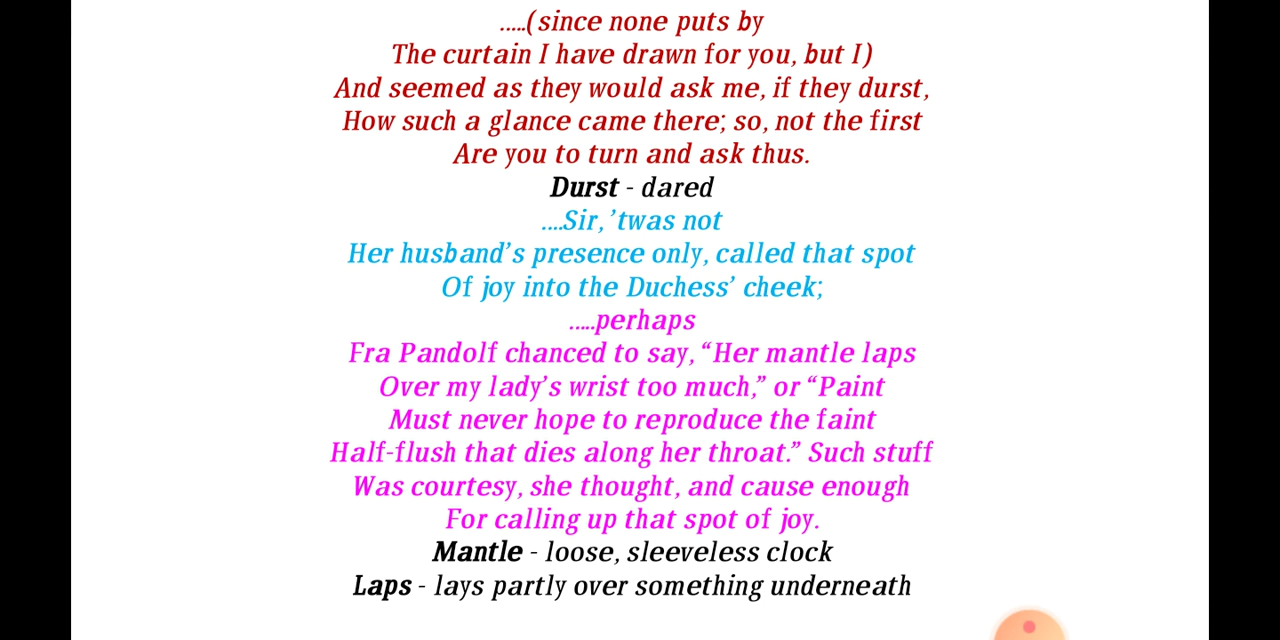 .....(since none puts by
The curtain I have drawn for you, but I)
And seemed as they would ask me, if they durst,
How such a glance came there; so, not the first
Are you to turn and ask thus.
Durst - dared
....Sir, ’twas not
Her husband’s presence only, called that spot
Of joy into the Duchess’ cheek;
.....perhaps
Fra Pandolf chanced to say, “Her mantle laps
Over my lady’s wrist too much,” or “Paint
Must never hope to reproduce the faint
Half-flush that dies along her throat.” Such stuff
Was courtesy, she thought, and cause enough
For calling up that spot of joy.
Mantle - loose, sleeveless clock
Laps - lays partly over something underneath